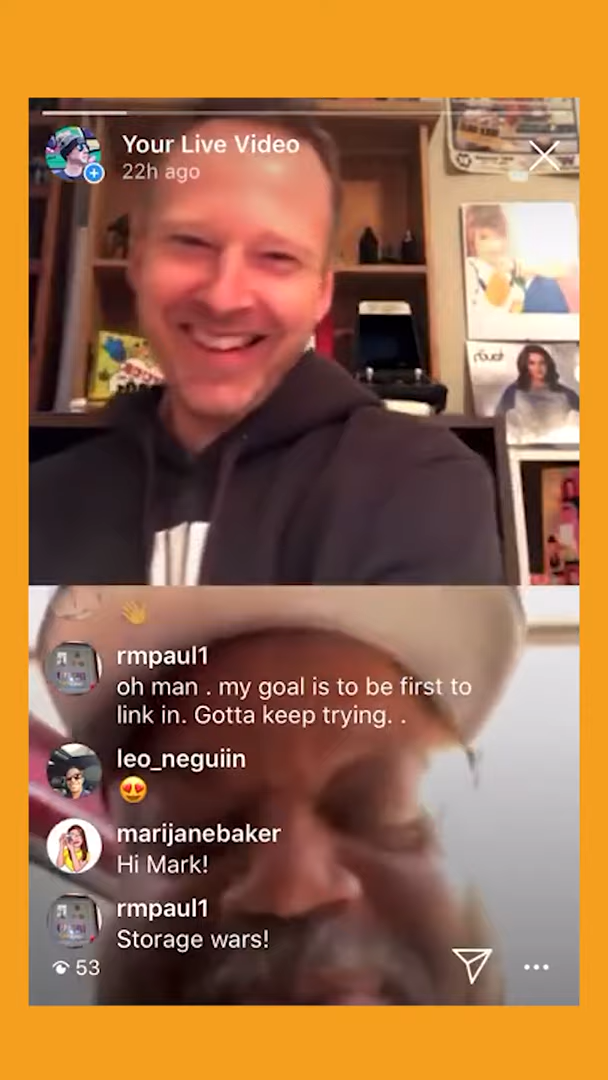 Your Live Video
22h ago
rmpaul1
oh man . my goal is to be first to
link in. Gotta keep trying. .
leo_neguiin
😍
marijanebaker
Hi Mark!
rmpaul1
Storage wars!
53